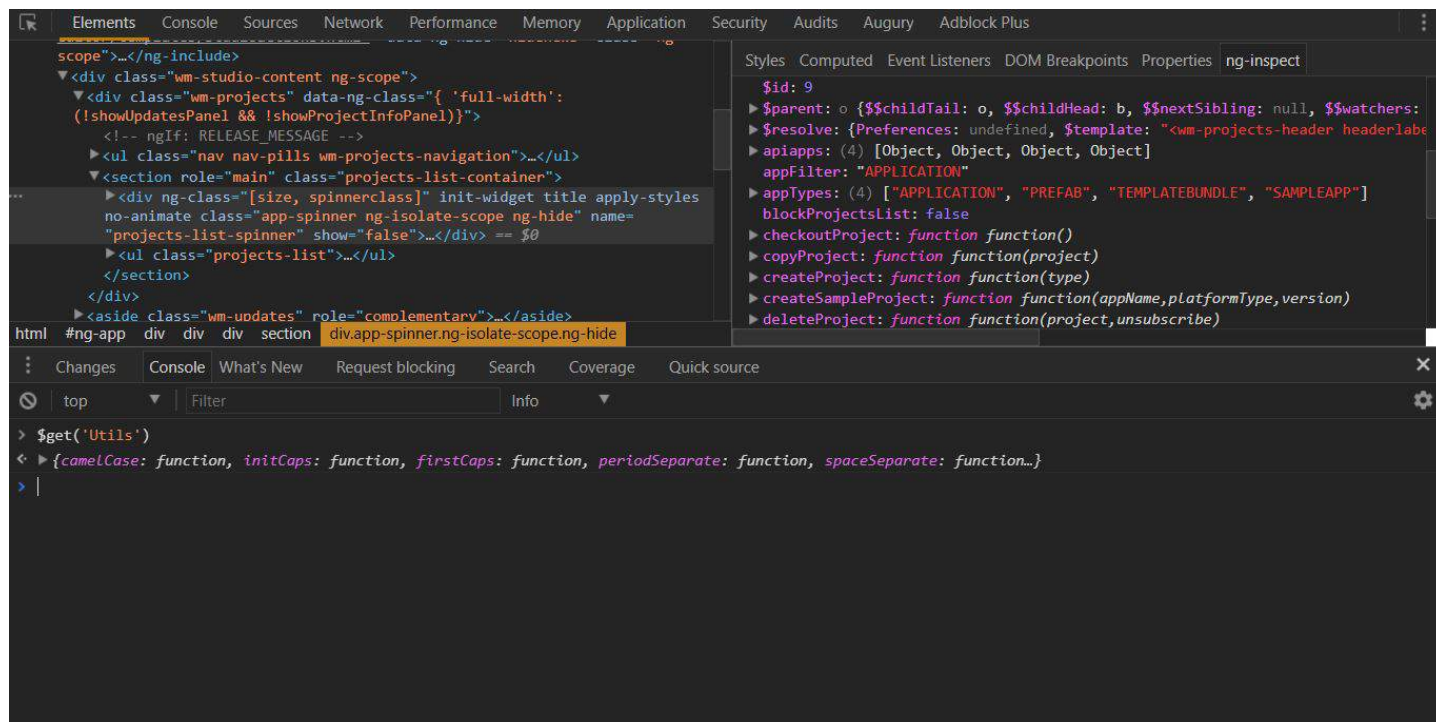 Elements Console Sources Network Performance Memory Application Security Audits Augury Adblock Plus
scope">…</ng-include>
▼<div class="wm-studio-content ng-scope">
▼<div class="wm-projects" data-ng-class="{ 'full-width':
(!showUpdatesPanel && !showProjectInfoPanel)}">
<!-- ngIf: RELEASE_MESSAGE -->
▶<ul class="nav nav-pills wm-projects-navigation">…</ul>
▼<section role="main" class="projects-list-container">
▶<div ng-class="[size, spinnerclass]" init-widget title apply-styles
no-animate class="app-spinner ng-isolate-scope ng-hide" name=
"projects-list-spinner" show="false">…</div> == $0
▶<ul class="projects-list">…</ul>
</section>
</div>
▶<aside class="wm-updates" role="complementary">…</aside>
html #ng-app div div div section div.app-spinner.ng-isolate-scope.ng-hide
Styles Computed Event Listeners DOM Breakpoints Properties ng-inspect
$id: 9
▶$parent: o {$$childTail: o, $$childHead: b, $$nextSibling: null, $$watchers:
▶$resolve: {Preferences: undefined, $template: "<wm-projects-header headerlabe
▶apiapps: (4) [Object, Object, Object, Object]
appFilter: "APPLICATION"
▶appTypes: (4) ["APPLICATION", "PREFAB", "TEMPLATEBUNDLE", "SAMPLEAPP"]
blockProjectsList: false
▶checkoutProject: function function()
▶copyProject: function function(project)
▶createProject: function function(type)
▶createSampleProject: function function(appName,platformType,version)
▶deleteProject: function function(project,unsubscribe)
Changes Console What's New Request blocking Search Coverage Quick source
top ▼ Filter Info ▼
> $get('Utils')
▶{camelCase: function, initCaps: function, firstCaps: function, periodSeparate: function, spaceSeparate: function…}
>